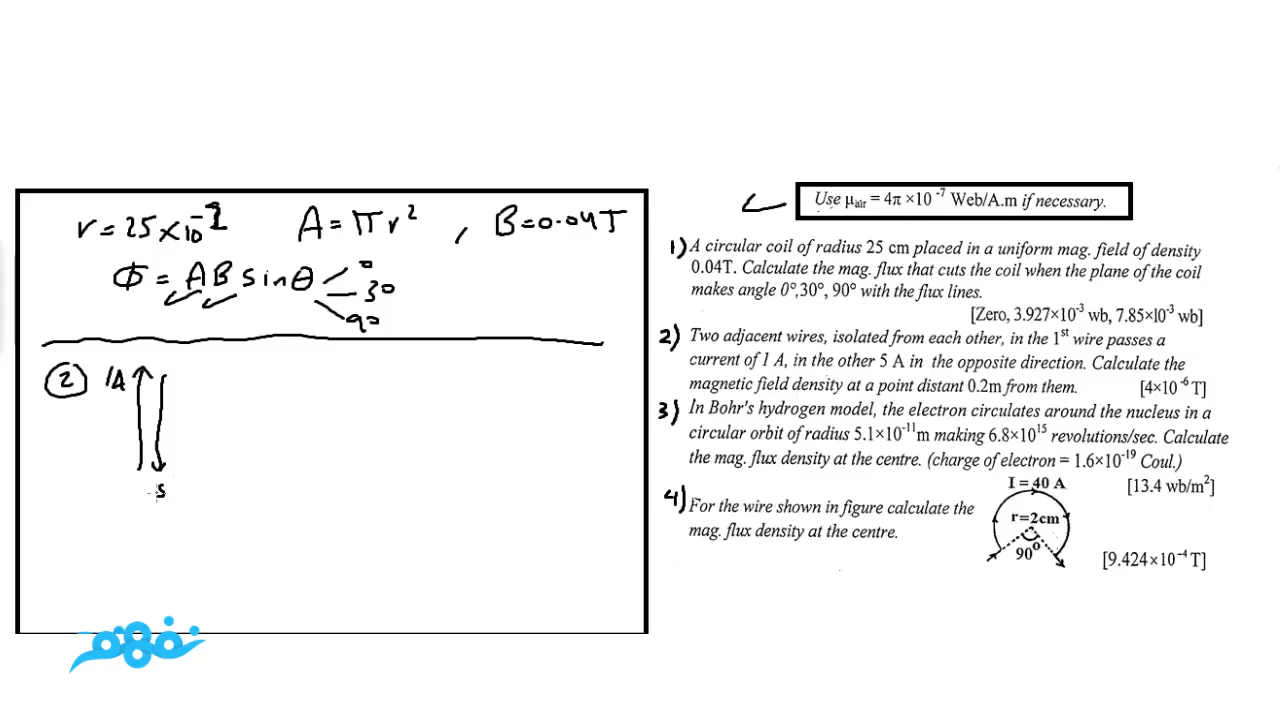 r = 25 × 10⁻² A = πr² , B = 0.04T
Φ = AB sin θ 0
30
90
② 1A
5
نفهم
Use μair = 4π ×10⁻⁷ Web/A.m if necessary.
1) A circular coil of radius 25 cm placed in a uniform mag. field of density
0.04T. Calculate the mag. flux that cuts the coil when the plane of the coil
makes angle 0°,30°, 90° with the flux lines.
[Zero, 3.927×10⁻³ wb, 7.85×10⁻³ wb]
2) Two adjacent wires, isolated from each other, in the 1st wire passes a
current of 1 A, in the other 5 A in the opposite direction. Calculate the
magnetic field density at a point distant 0.2m from them. [4×10⁻⁶ T]
3) In Bohr's hydrogen model, the electron circulates around the nucleus in a
circular orbit of radius 5.1×10⁻¹¹m making 6.8×10¹⁵ revolutions/sec. Calculate
the mag. flux density at the centre. (charge of electron = 1.6×10⁻¹⁹ Coul.)
[13.4 wb/m²]
4) For the wire shown in figure calculate the
mag. flux density at the centre.
I = 40 A
r=2cm
90°
[9.424×10⁻⁴ T]